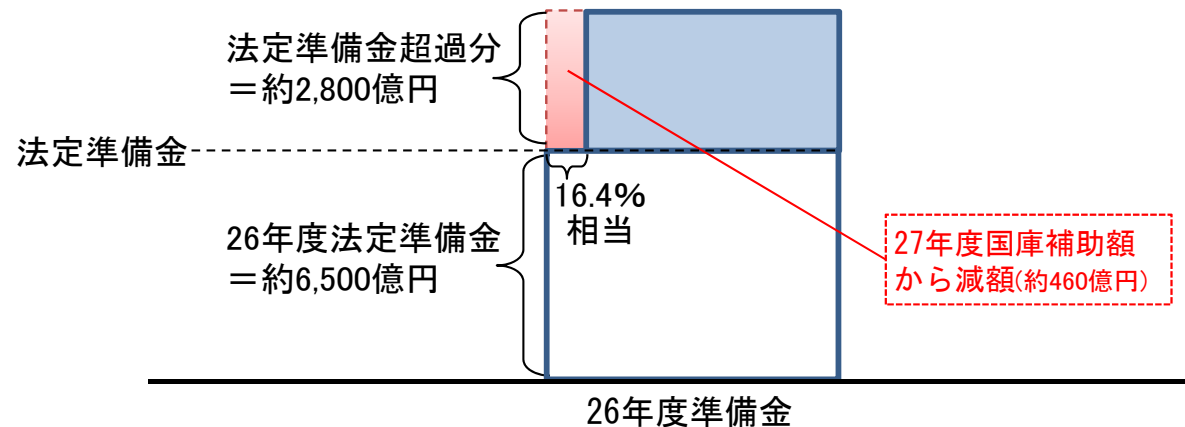 法定準備金超過分
＝約2,800億円
法定準備金
16.4%
相当
26年度法定準備金
＝約6,500億円
27年度国庫補助額
から減額(約460億円)
26年度準備金